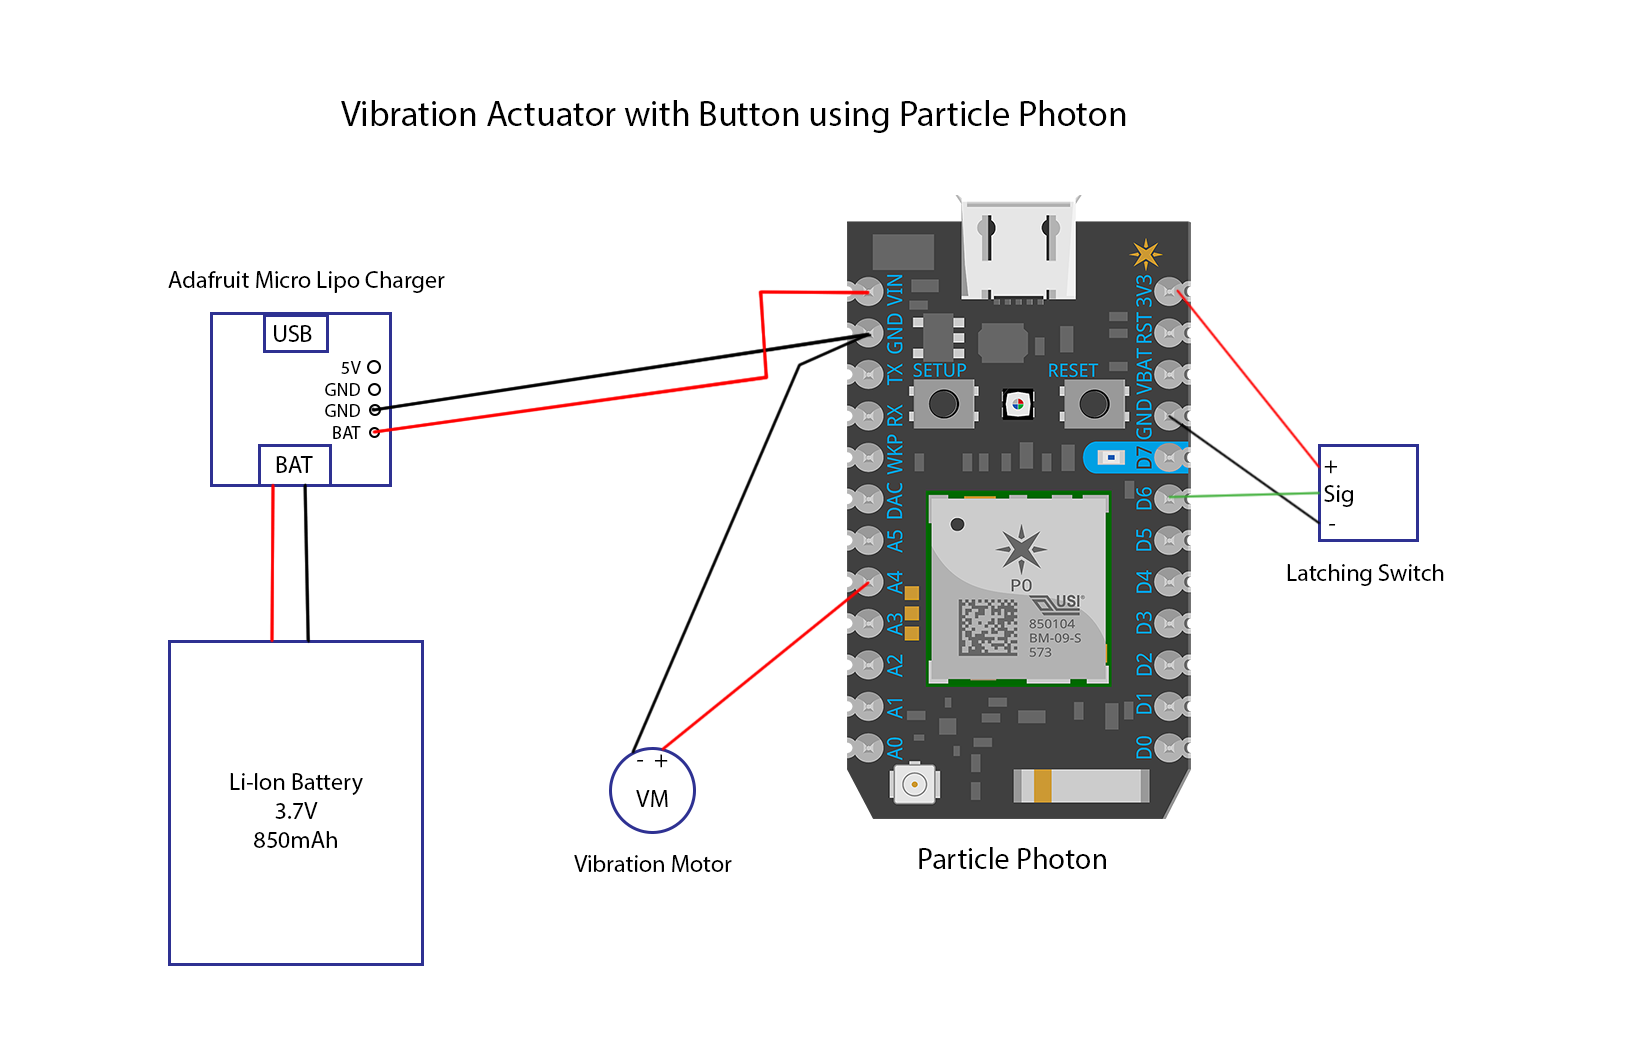 Vibration Actuator with Button using Particle Photon
Adafruit Micro Lipo Charger
USB
5V
GND
GND
BAT
BAT
Li-Ion Battery
3.7V
850mAh
- +
VM
Vibration Motor
VIN
GND
TX
RX
WKP
DAC
A5
A4
A3
A2
A1
A0
SETUP
RESET
P0
USI
850104
BM-09-S
573
3V3
RST
VBAT
GND
D7
D6
D5
D4
D3
D2
D1
D0
Particle Photon
+
Sig
-
Latching Switch